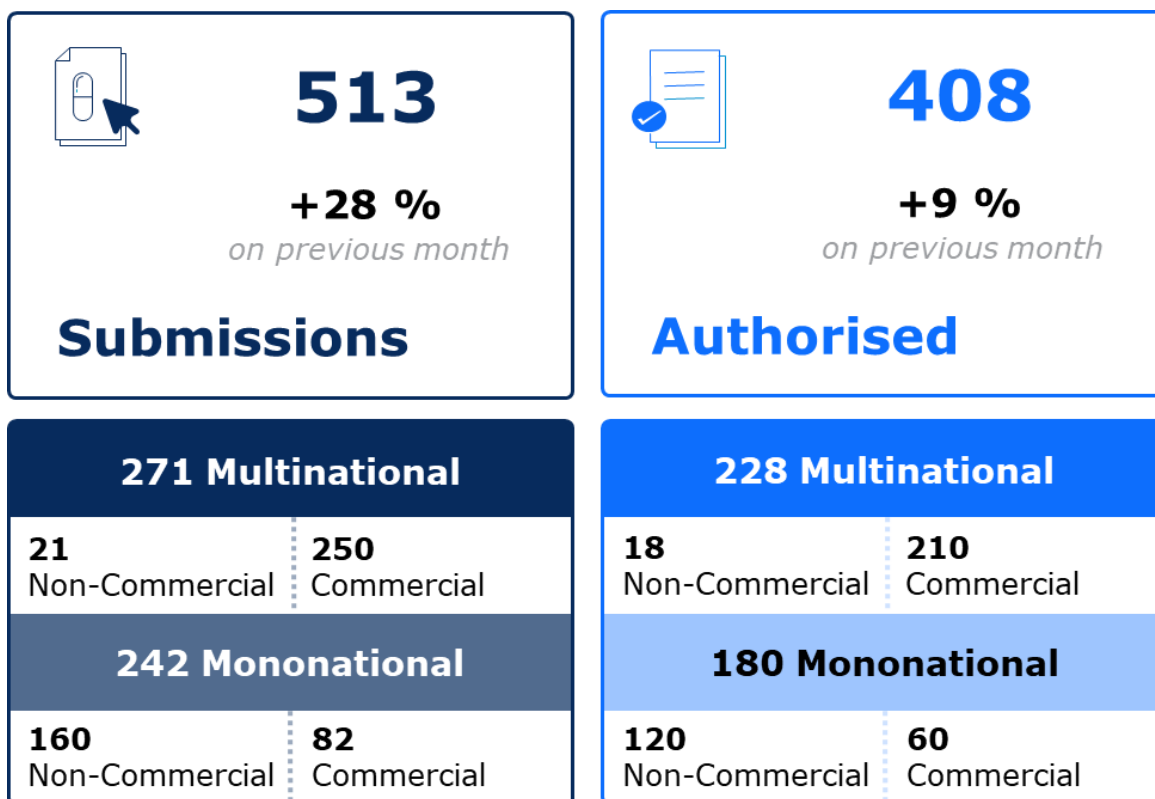 513
+28 %
on previous month
Submissions
408
+9 %
on previous month
Authorised
271 Multinational
21
Non-Commercial
250
Commercial
242 Mononational
160
Non-Commercial
82
Commercial
228 Multinational
18
Non-Commercial
210
Commercial
180 Mononational
120
Non-Commercial
60
Commercial